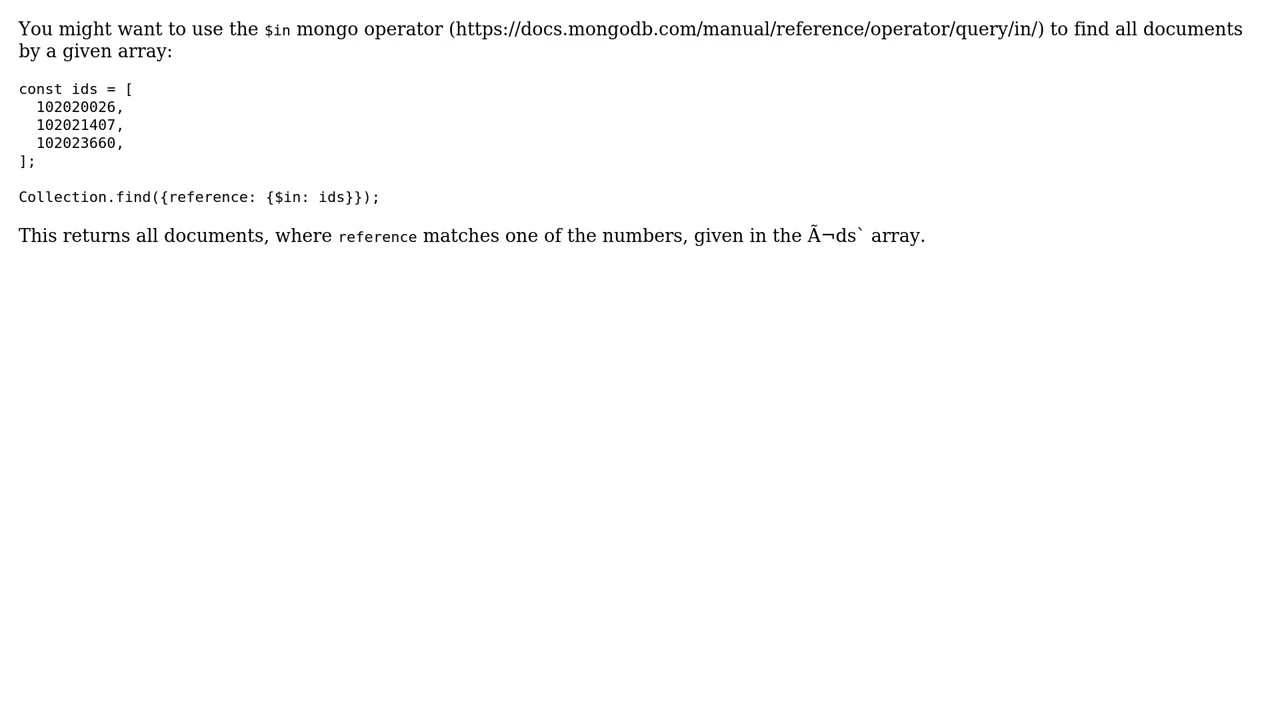 You might want to use the $in mongo operator (https://docs.mongodb.com/manual/reference/operator/query/in/) to find all documents
by a given array:
const ids = [
  102020026,
  102021407,
  102023660,
];
Collection.find({reference: {$in: ids}});
This returns all documents, where reference matches one of the numbers, given in the Ã¬ds` array.